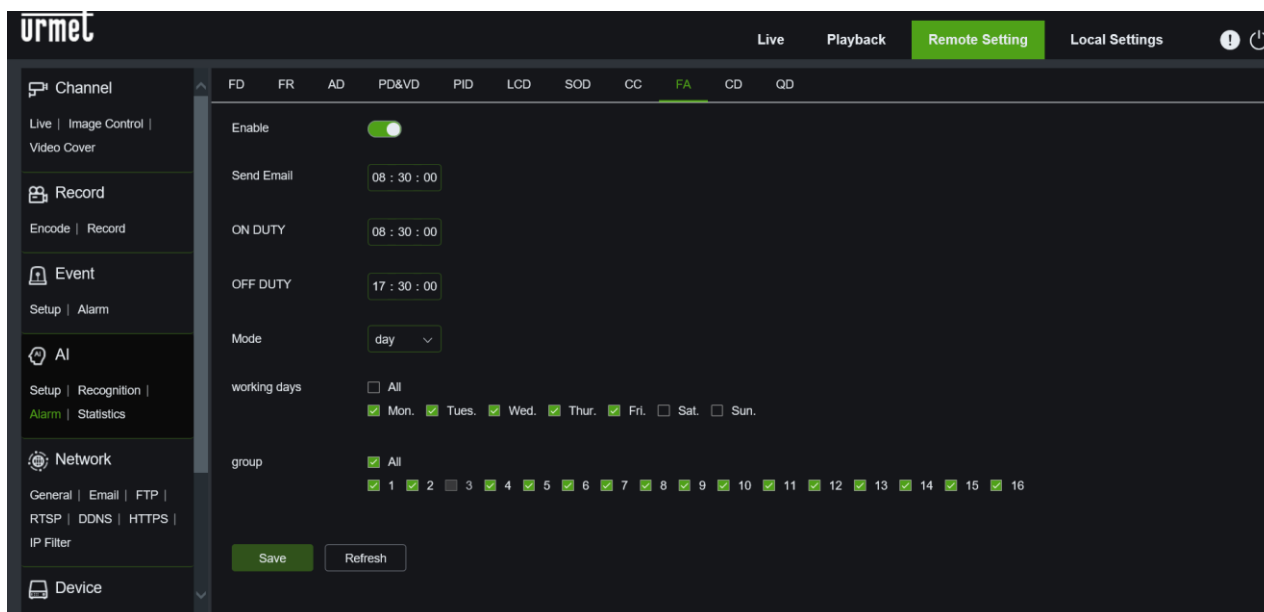 urmet
Live Playback Remote Setting Local Settings
Channel
Live | Image Control |
Video Cover
Record
Encode | Record
Event
Setup | Alarm
AI
Setup | Recognition |
Alarm | Statistics
Network
General | Email | FTP |
RTSP | DDNS | HTTPS |
IP Filter
Device
FD FR AD PD&VD PID LCD SOD CC FA CD QD
Enable
Send Email 08 : 30 : 00
ON DUTY 08 : 30 : 00
OFF DUTY 17 : 30 : 00
Mode day
working days All
Mon. Tues. Wed. Thur. Fri. Sat. Sun.
group All
1 2 3 4 5 6 7 8 9 10 11 12 13 14 15 16
Save Refresh